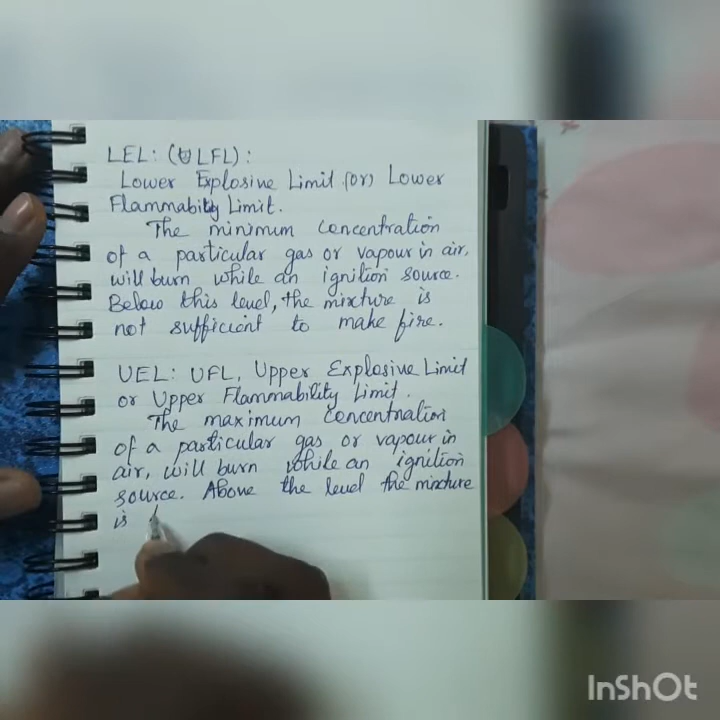 LEL: (LFL):
Lower Explosive Limit (or) Lower
Flammability Limit.
The minimum concentration
of a particular gas or vapour in air,
will burn while an ignition source.
Below this level, the mixture is
not sufficient to make fire.
UEL: UFL, Upper Explosive Limit
or Upper Flammability Limit.
The maximum concentration
of a particular gas or vapour in
air, will burn while an ignition
source. Above the level the mixture
is
InShOt